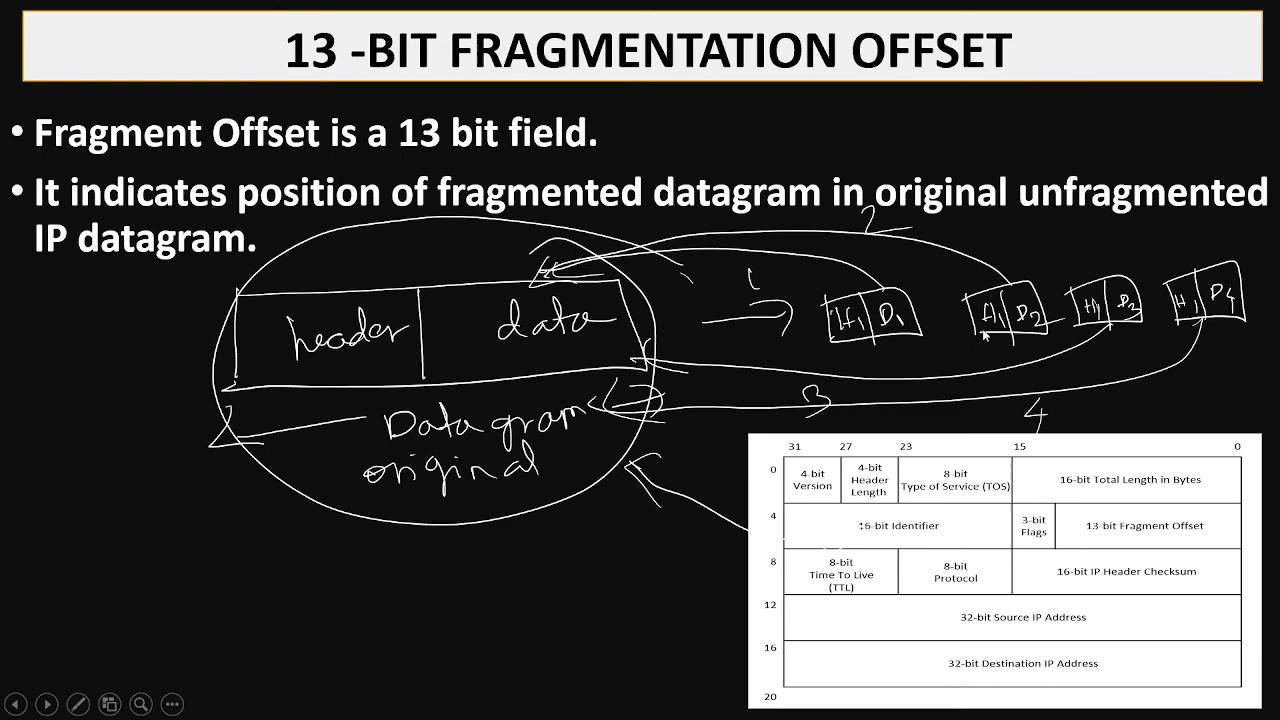 13 -BIT FRAGMENTATION OFFSET
• Fragment Offset is a 13 bit field.
• It indicates position of fragmented datagram in original unfragmented
IP datagram.
2
1
header data
H1 D1 H1 D2 H1 D3 H1 D4
3
4
Datagram
original
31 27 23 15 0
0
4-bit
Version
4-bit
Header
Length
8-bit
Type of Service (TOS)
16-bit Total Length in Bytes
4
16-bit Identifier
3-bit
Flags
13-bit Fragment Offset
8
8-bit
Time To Live
(TTL)
8-bit
Protocol
16-bit IP Header Checksum
12
32-bit Source IP Address
16
32-bit Destination IP Address
20